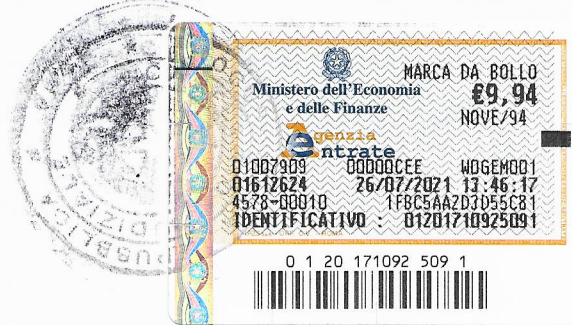 MARCA DA BOLLO
Ministero dell'Economia
e delle Finanze
€9,94
NOVE/94
genzia
ntrate
01007909 00000CEE W0GEM001
01612624 26/07/2021 13:46:17
4578-00010 1FBC5AA2D3D55C81
IDENTIFICATIVO : 01201710925091
0 1 20 171092 509 1